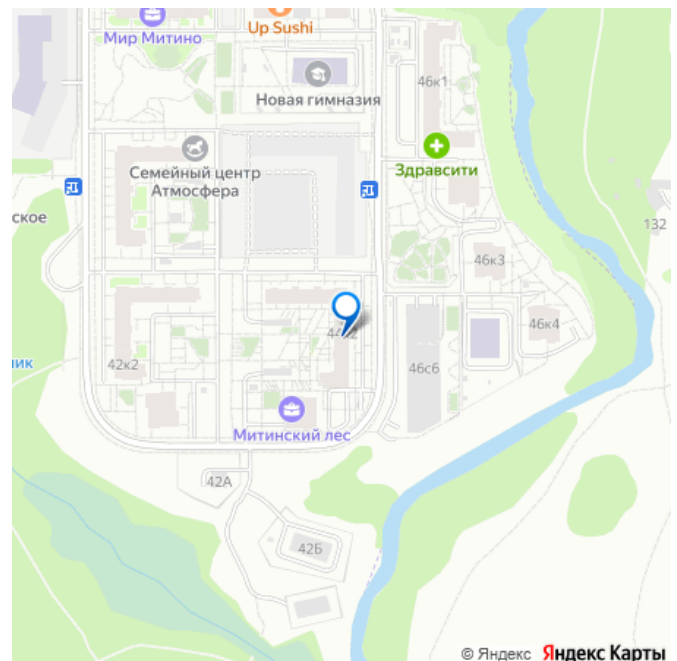 Up Sushi
Мир Митино
46к1
Новая гимназия
Здравсити
Семейный центр
Атмосфера
ское
132
46к3
46к4
42к2
46с6
Митинский лес
42А
42Б
© Яндекс Яндекс Карты